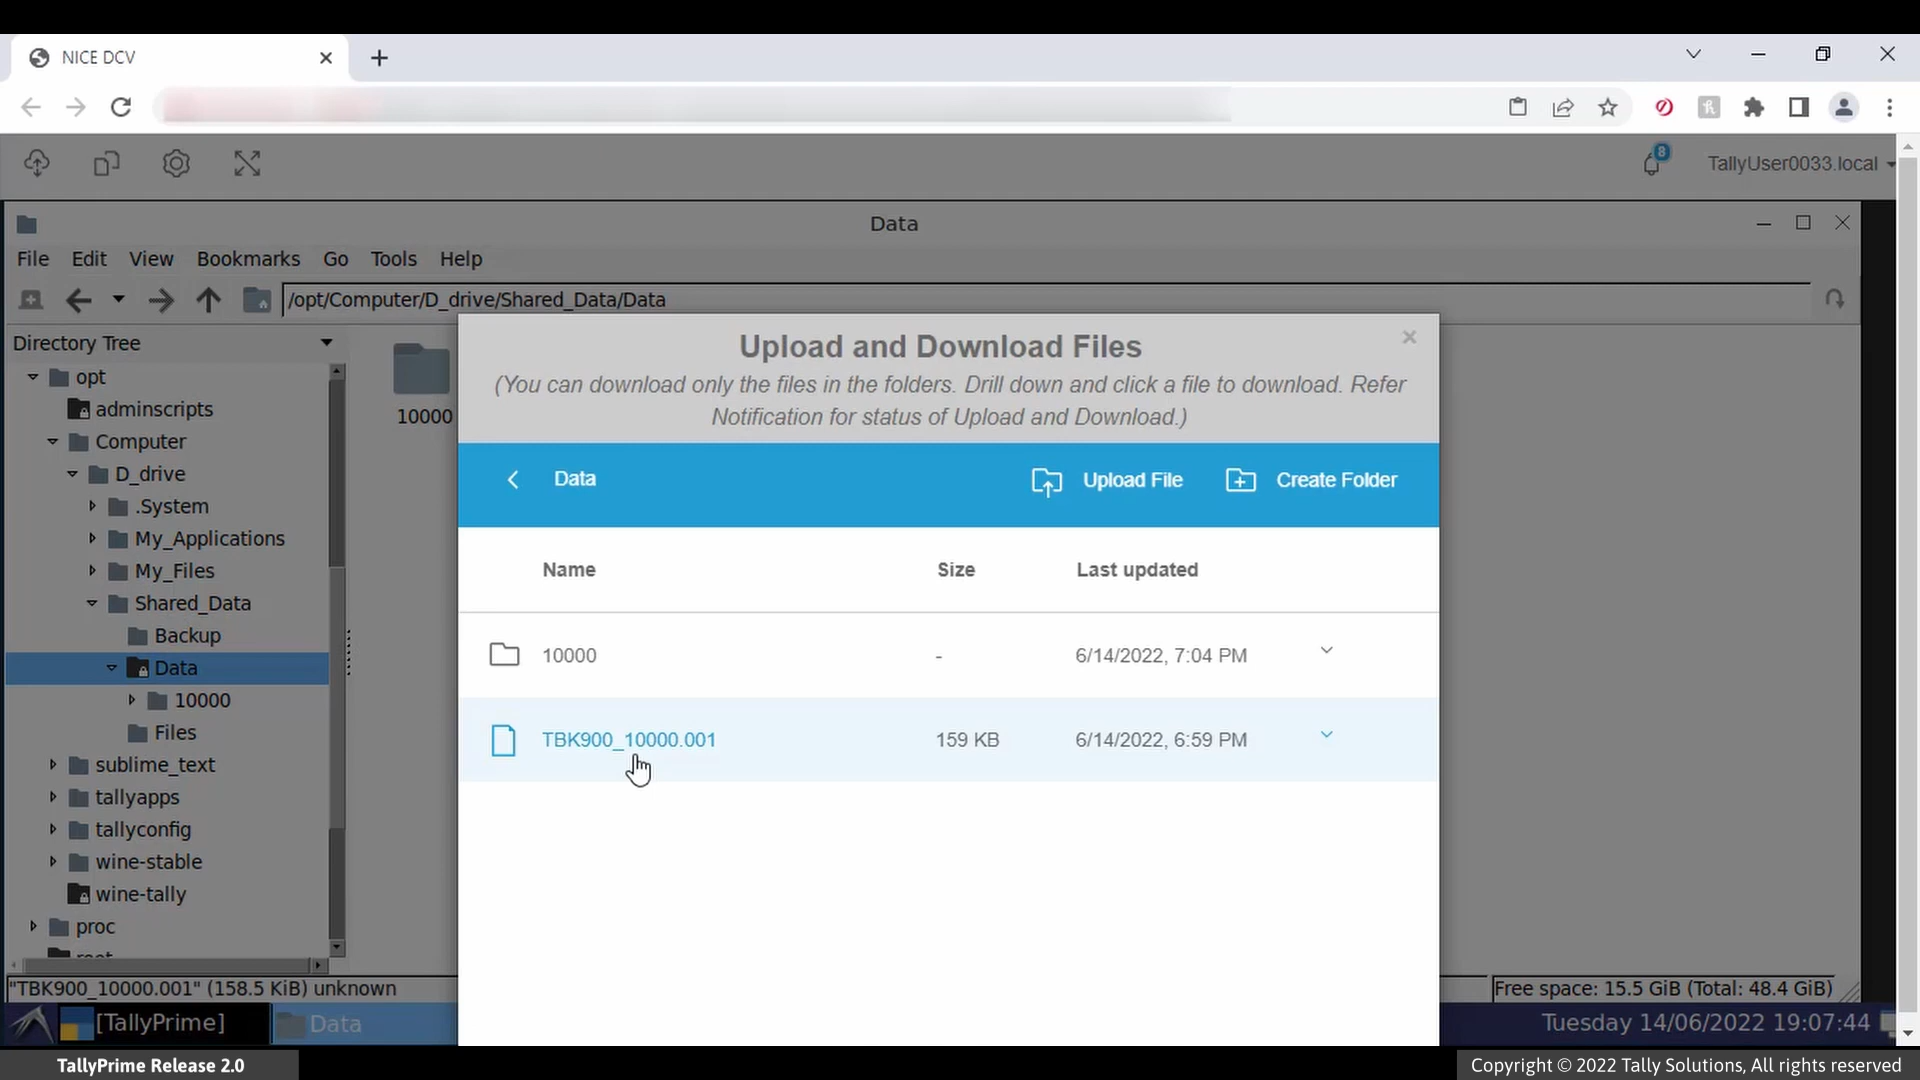 NICE DCV
8
TallyUser0033.local
Data
File Edit View Bookmarks Go Tools Help
/opt/Computer/D_drive/Shared_Data/Data
Directory Tree
opt
adminscripts
Computer
D_drive
.System
My_Applications
My_Files
Shared_Data
Backup
Data
10000
Files
sublime_text
tallyapps
tallyconfig
wine-stable
wine-tally
proc
10000
Upload and Download Files
(You can download only the files in the folders. Drill down and click a file to download. Refer
Notification for status of Upload and Download.)
Data Upload File Create Folder
Name Size Last updated
10000 - 6/14/2022, 7:04 PM
TBK900_10000.001 159 KB 6/14/2022, 6:59 PM
"TBK900_10000.001" (158.5 KiB) unknown
Free space: 15.5 GiB (Total: 48.4 GiB)
[TallyPrime] Data Tuesday 14/06/2022 19:07:44
TallyPrime Release 2.0
Copyright © 2022 Tally Solutions, All rights reserved